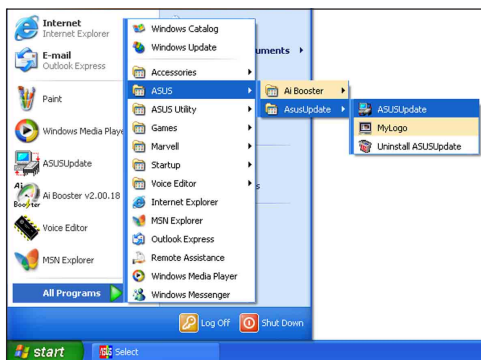 Internet
Internet Explorer
E-mail
Outlook Express
Paint
Windows Media Playe
ASUSUpdate
Ai Booster v2.00.18
Voice Editor
MSN Explorer
All Programs
Windows Catalog
Windows Update
Accessories
ASUS
ASUS Utility
Games
Marvell
Startup
Voice Editor
Internet Explorer
MSN Explorer
Outlook Express
Remote Assistance
Windows Media Player
Windows Messenger
uments
s
Ai Booster
AsusUpdate
ASUSUpdate
MyLogo
Uninstall ASUSUpdate
Log Off
Shut Down
start
Select